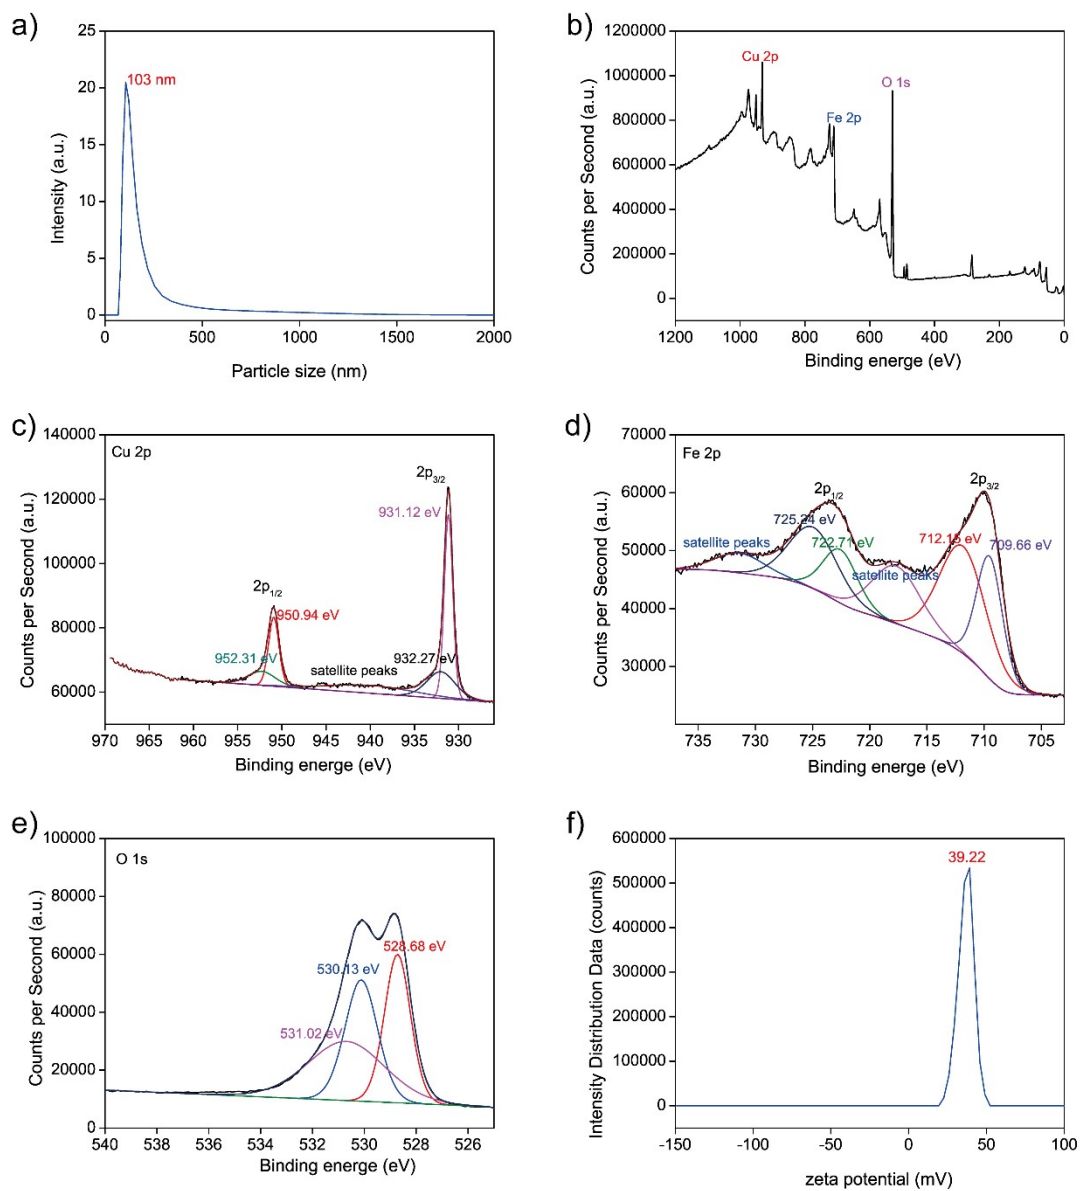 a)
25
20
15
10
5
0
103 nm
Intensity (a.u.)
0 500 1000 1500 2000
Particle size (nm)
b)
1200000
1000000
800000
600000
400000
200000
0
Cu 2p
Fe 2p
O 1s
Counts per Second (a.u.)
1200 1000 800 600 400 200 0
Binding energe (eV)
c)
140000
120000
100000
80000
60000
Cu 2p
2p3/2
931.12 eV
2p1/2
950.94 eV
952.31 eV
satellite peaks
932.27 eV
Counts per Second (a.u.)
970 965 960 955 950 945 940 935 930
Binding energe (eV)
d)
70000
60000
50000
40000
30000
Fe 2p
2p1/2
2p3/2
725.24 eV
satellite peaks
722.71 eV
712.15 eV
709.66 eV
satellite peaks
Counts per Second (a.u.)
735 730 725 720 715 710 705
Binding energe (eV)
e)
100000
80000
60000
40000
20000
0
O 1s
528.68 eV
530.13 eV
531.02 eV
Counts per Second (a.u.)
540 538 536 534 532 530 528 526
Binding energe (eV)
f)
600000
500000
400000
300000
200000
100000
0
39.22
Intensity Distribution Data (counts)
-150 -100 -50 0 50 100
zeta potential (mV)